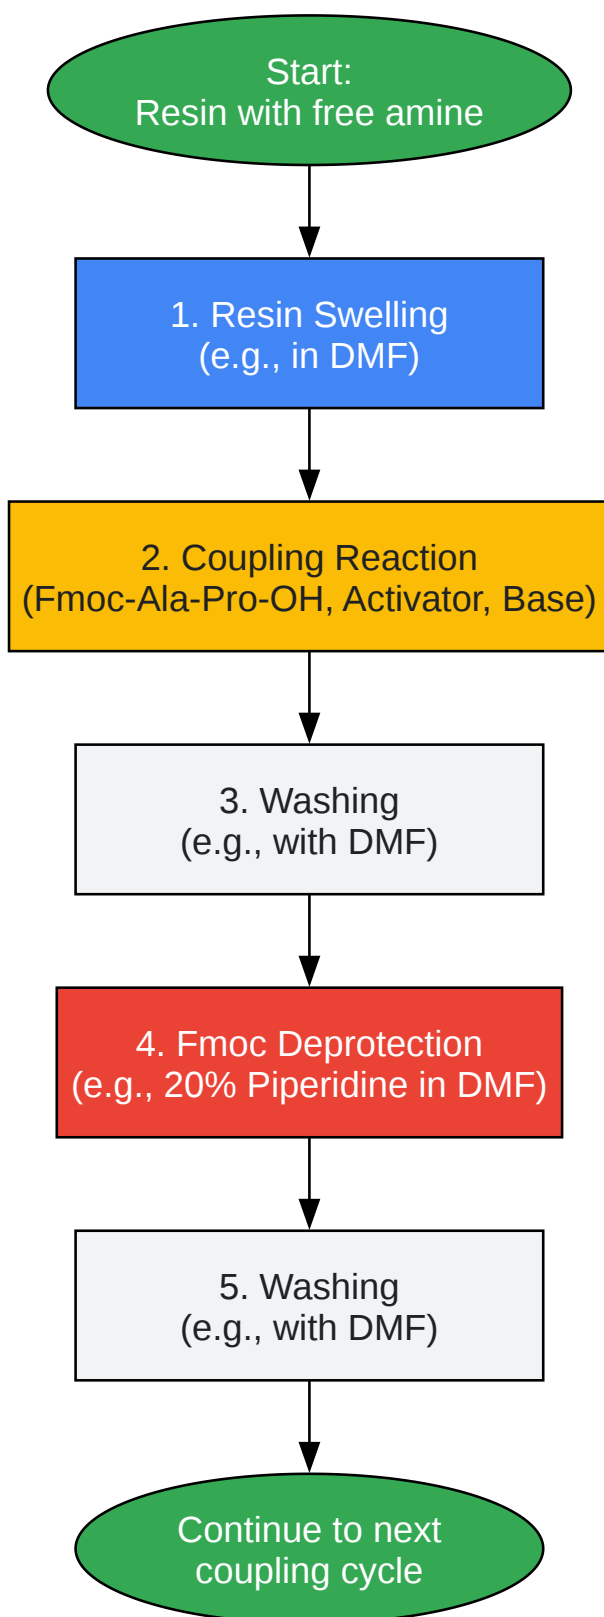 Start:
Resin with free amine
1. Resin Swelling
(e.g., in DMF)
2. Coupling Reaction
(Fmoc-Ala-Pro-OH, Activator, Base)
3. Washing
(e.g., with DMF)
4. Fmoc Deprotection
(e.g., 20% Piperidine in DMF)
5. Washing
(e.g., with DMF)
Continue to next
coupling cycle